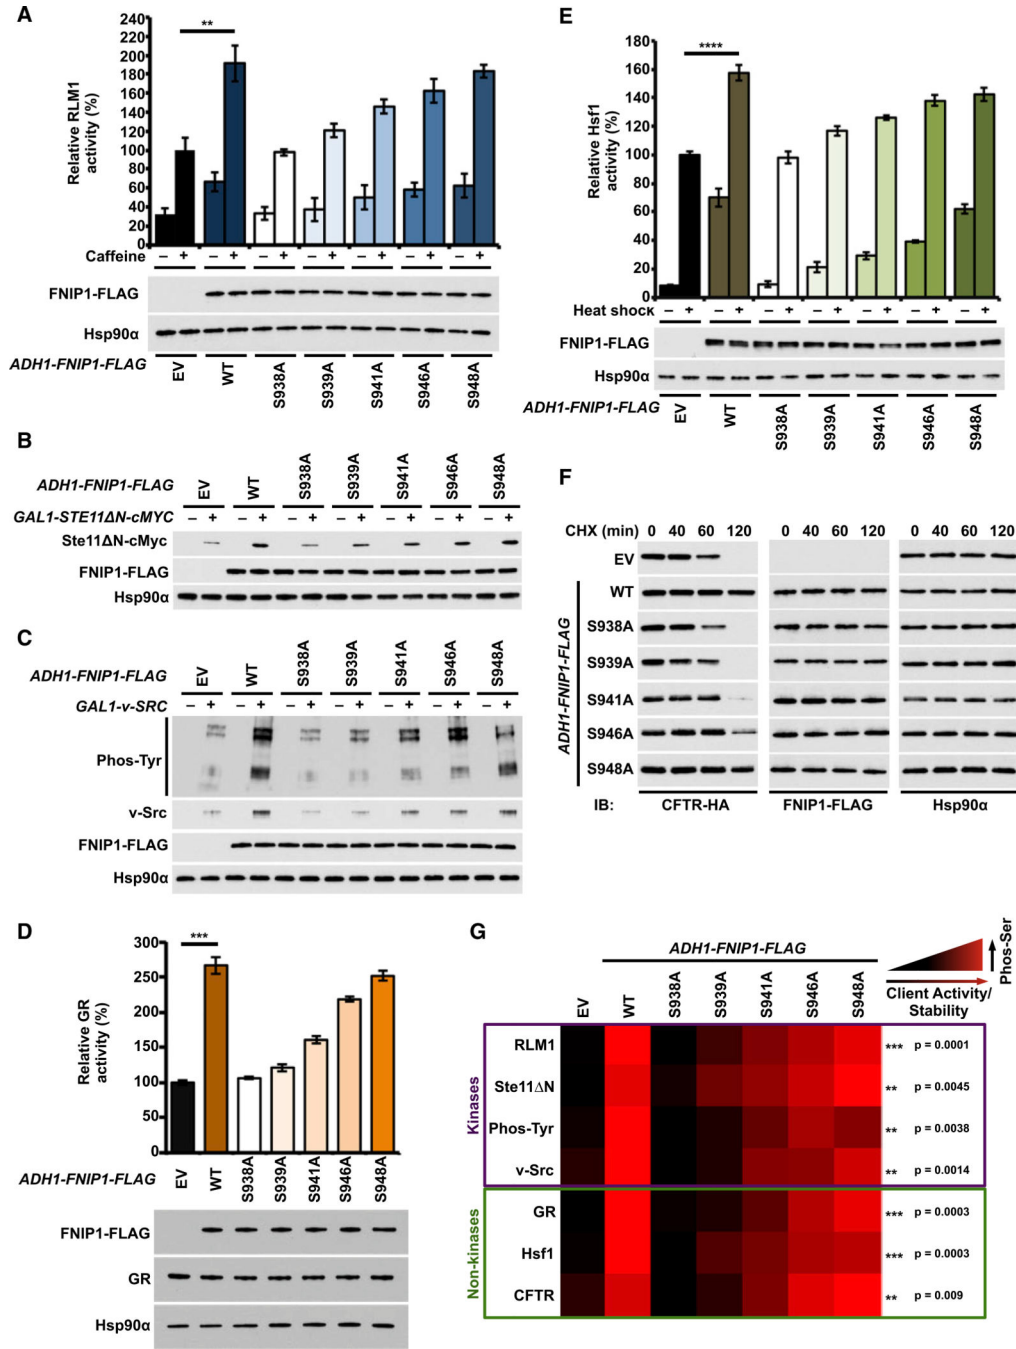 A
240
220
200
180
160
140
120
100
80
60
40
20
0
Relative RLM1
activity (%)
**
Caffeine – + – + – + – + – + – + – +
FNIP1-FLAG
Hsp90α
ADH1-FNIP1-FLAG
EV WT S938A S939A S941A S946A S948A
B
ADH1-FNIP1-FLAG
EV WT S938A S939A S941A S946A S948A
GAL1-STE11ΔN-cMYC – + – + – + – + – + – + – +
Ste11ΔN-cMyc
FNIP1-FLAG
Hsp90α
C
ADH1-FNIP1-FLAG
EV WT S938A S939A S941A S946A S948A
GAL1-v-SRC – + – + – + – + – + – + – +
Phos-Tyr
v-Src
FNIP1-FLAG
Hsp90α
D
300
250
200
150
100
50
0
Relative GR
activity (%)
***
ADH1-FNIP1-FLAG
EV WT S938A S939A S941A S946A S948A
FNIP1-FLAG
GR
Hsp90α
E
180
160
140
120
100
80
60
40
20
0
Relative Hsf1
activity (%)
****
Heat shock – + – + – + – + – + – + – +
FNIP1-FLAG
Hsp90α
ADH1-FNIP1-FLAG
EV WT S938A S939A S941A S946A S948A
F
CHX (min) 0 40 60 120 0 40 60 120 0 40 60 120
EV
WT
S938A
S939A
S941A
S946A
S948A
ADH1-FNIP1-FLAG
IB: CFTR-HA FNIP1-FLAG Hsp90α
G
ADH1-FNIP1-FLAG
EV WT S938A S939A S941A S946A S948A
Phos-Ser
Client Activity/
Stability
Kinases
RLM1 *** p = 0.0001
Ste11ΔN ** p = 0.0045
Phos-Tyr ** p = 0.0038
v-Src ** p = 0.0014
Non-kinases
GR *** p = 0.0003
Hsf1 *** p = 0.0003
CFTR ** p = 0.009